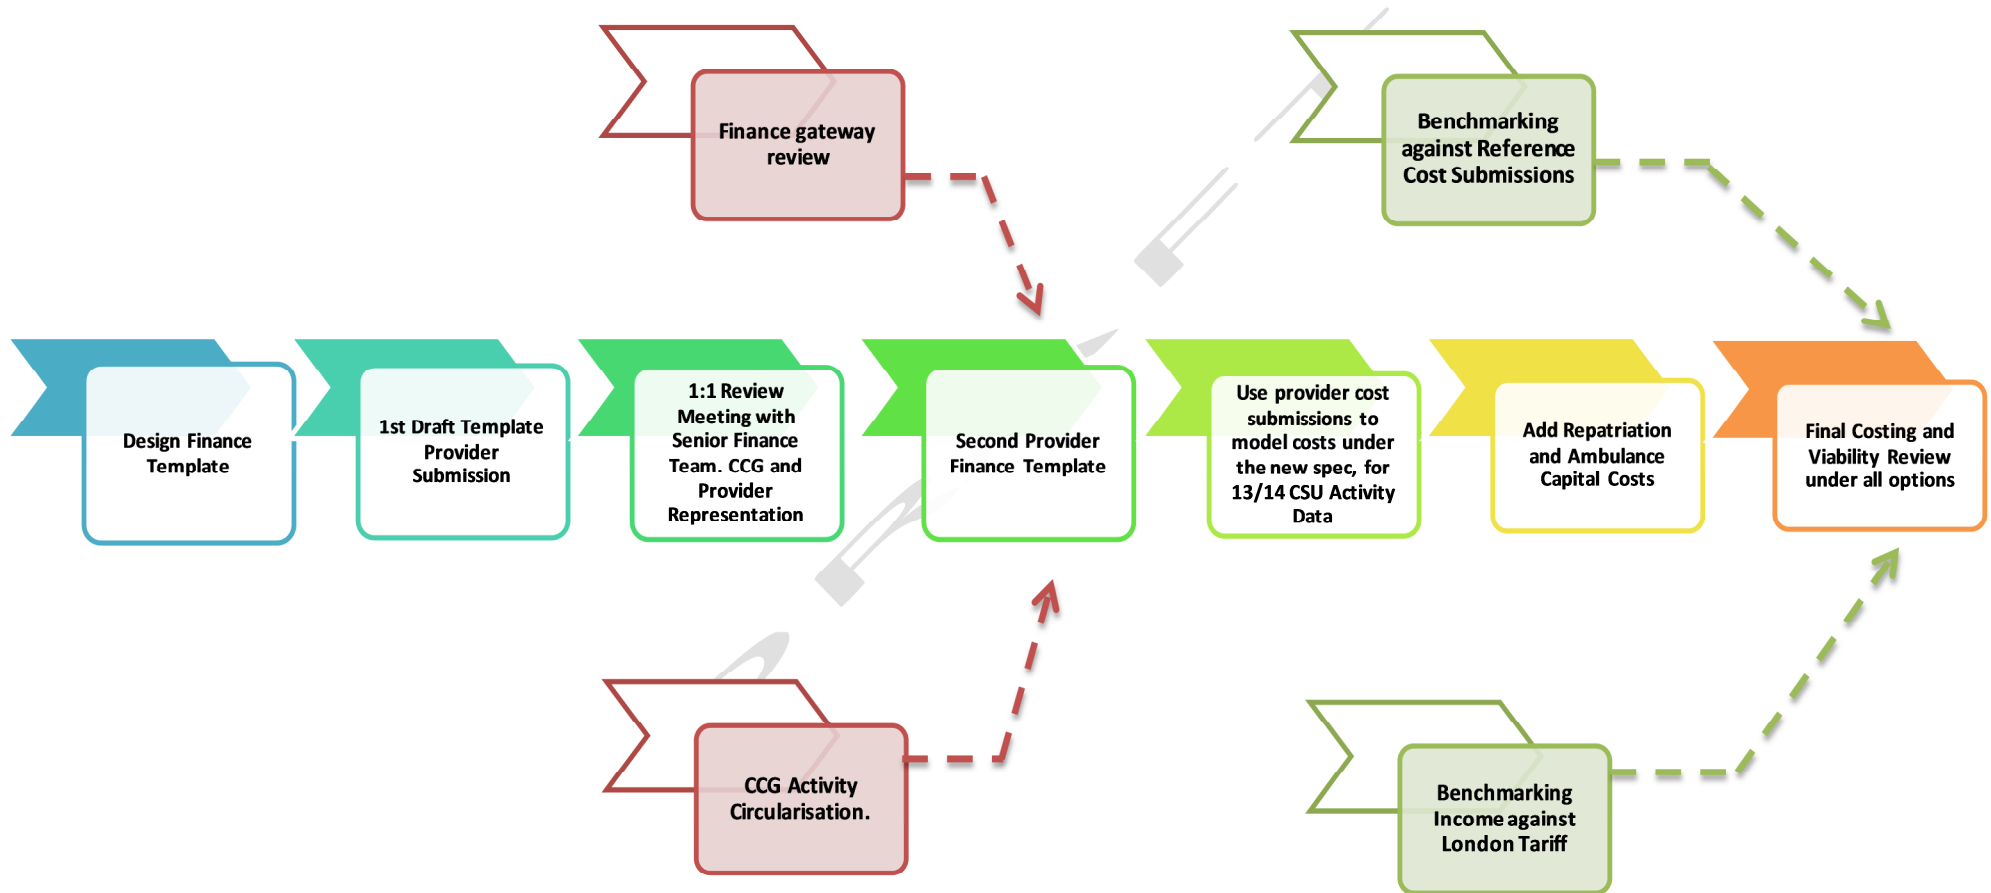 Finance gateway
review
Benchmarking
against Reference
Cost Submissions
Design Finance
Template
1st Draft Template
Provider
Submission
1:1 Review
Meeting with
Senior Finance
Team. CCG and
Provider
Representation
Second Provider
Finance Template
Use provider cost
submissions to
model costs under
the new spec, for
13/14 CSU Activity
Data
Add Repatriation
and Ambulance
Capital Costs
Final Costing and
Viability Review
under all options
CCG Activity
Circularisation.
Benchmarking
Income against
London Tariff